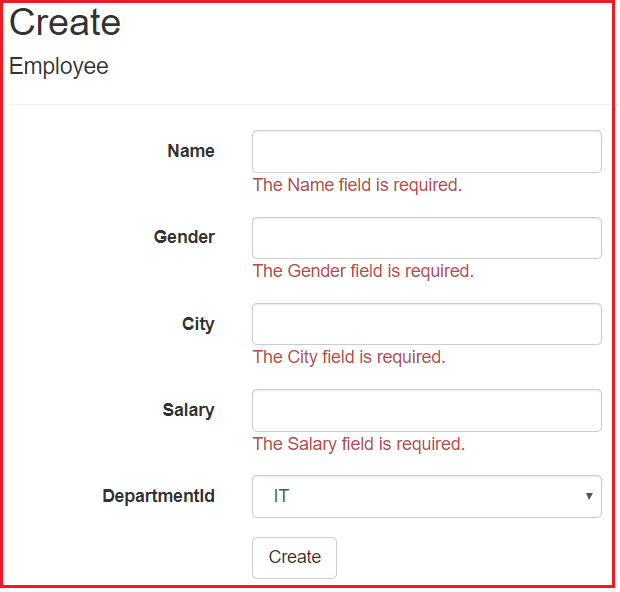 Create
Employee
Name
The Name field is required.
Gender
The Gender field is required.
City
The City field is required.
Salary
The Salary field is required.
DepartmentId IT
Create